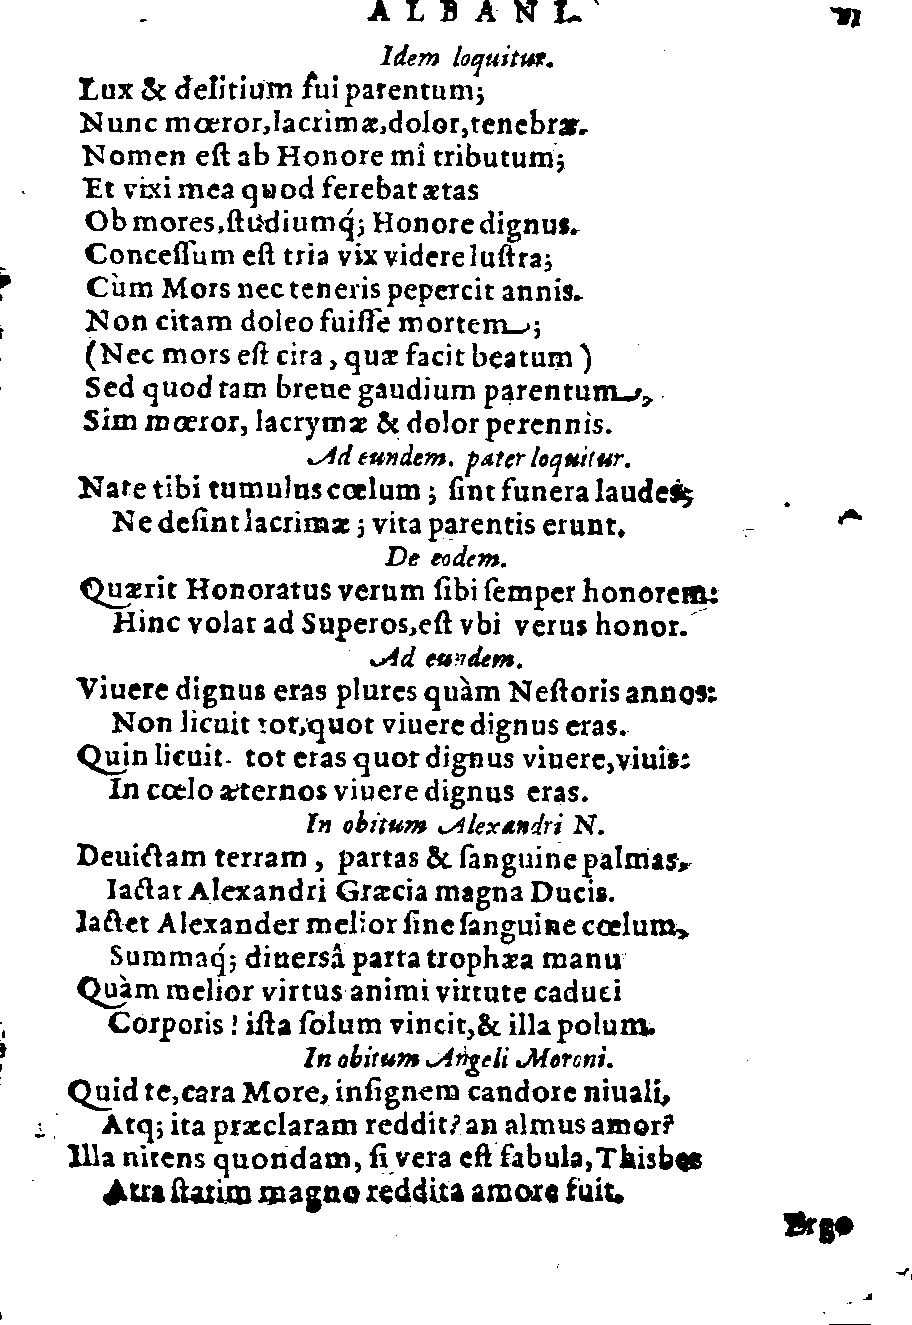 ALBANI.
Idem loquitur.
Lux & delitium fui parentum;
Nunc mœror, lacrimæ, dolor, tenebræ.
Nomen eſt ab Honore mî tributum;
Et vixi mea quod ferebat ætas
Ob mores, ſtudiumq́; Honore dignus.
Conceſſum eſt tria vix videre luſtra;
Cùm Mors nec teneris pepercit annis.
Non citam doleo fuiſſe mortem;
(Nec mors eſt cita, quæ facit beatum)
Sed quod tam breue gaudium parentum,
Sim mœror, lacrymæ & dolor perennis.
Ad eundem. pater loquitur.
Nate tibi tumulus cœlum; ſint funera laudes;
Ne deſint lacrimæ; vita parentis erunt.
De eodem.
Quærit Honoratus verum ſibi ſemper honorem:
Hinc volat ad Superos, eſt vbi verus honor.
Ad eundem.
Viuere dignus eras plures quàm Neſtoris annos:
Non licuit tot, quot viuere dignus eras.
Quin licuit tot eras quot dignus viuere, viuis:
In cœlo æternos viuere dignus eras.
In obitum Alexandri N.
Deuictam terram, partas & ſanguine palmas,
Iactat Alexandri Græcia magna Ducis.
Iactet Alexander melior ſine ſanguine cœlum,
Summaq́; diuersâ parta trophæa manu
Quàm melior virtus animi virtute caduci
Corporis! iſta ſolum vincit, & illa polum.
In obitum Angeli Moroni.
Quid te, cara More, inſignem candore niuali,
Atq; ita præclaram reddit? an almus amor?
Illa nitens quondam, ſi vera eſt fabula, Thisbes
Atra ſtatim magno reddita amore fuit.
Ergo